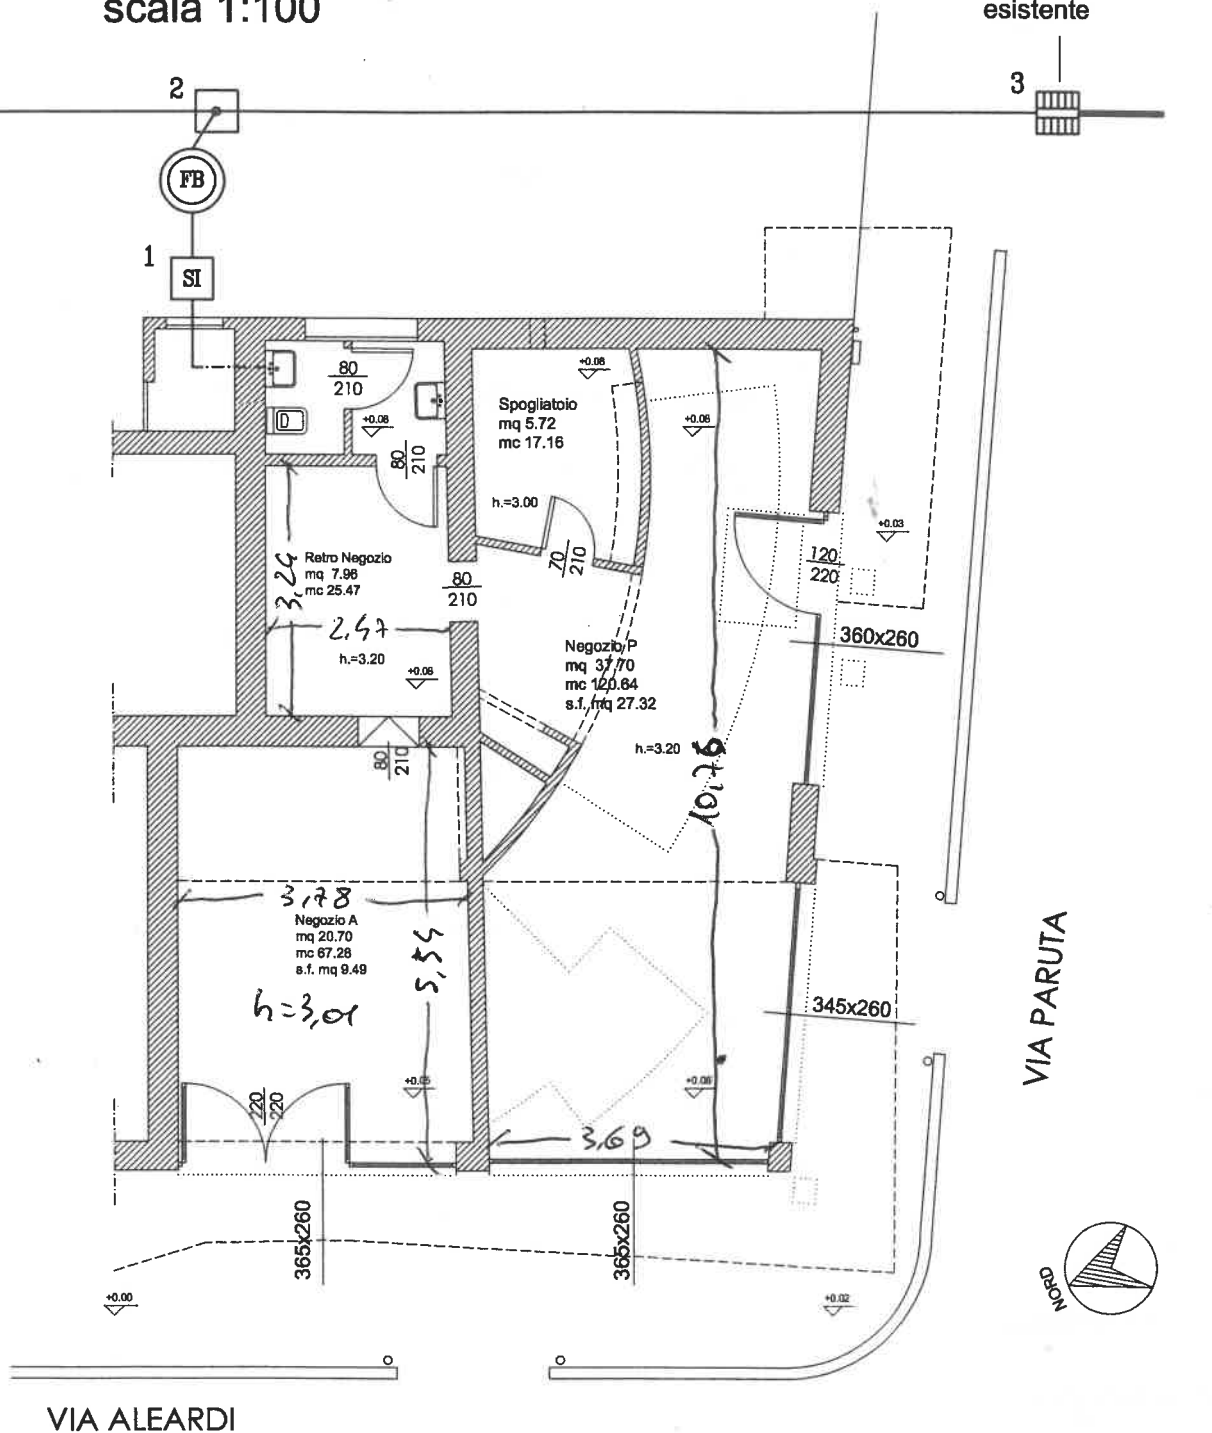 scala 1:100
esistente
2
3
FB
1
SI
80
210
+0.08
Spogliatoio
mq 5.72
mc 17.16
+0.08
+0.08
80
210
h.=3.00
+0.03
Retro Negozio
mq 7.96
mc 25.47
3,24
70
210
120
220
80
210
2,47
h.=3.20
360x260
Negozio P
mq 37.70
mc 120.64
s.f. mq 27.32
+0.08
h.=3.20
80
210
10,76
3,78
Negozio A
mq 20.70
mc 67.28
s.f. mq 9.49
5,54
h=3,01
345x260
VIA PARUTA
+0.05
+0.08
220
220
3,69
365x260
365x260
NORD
+0.00
+0.02
VIA ALEARDI